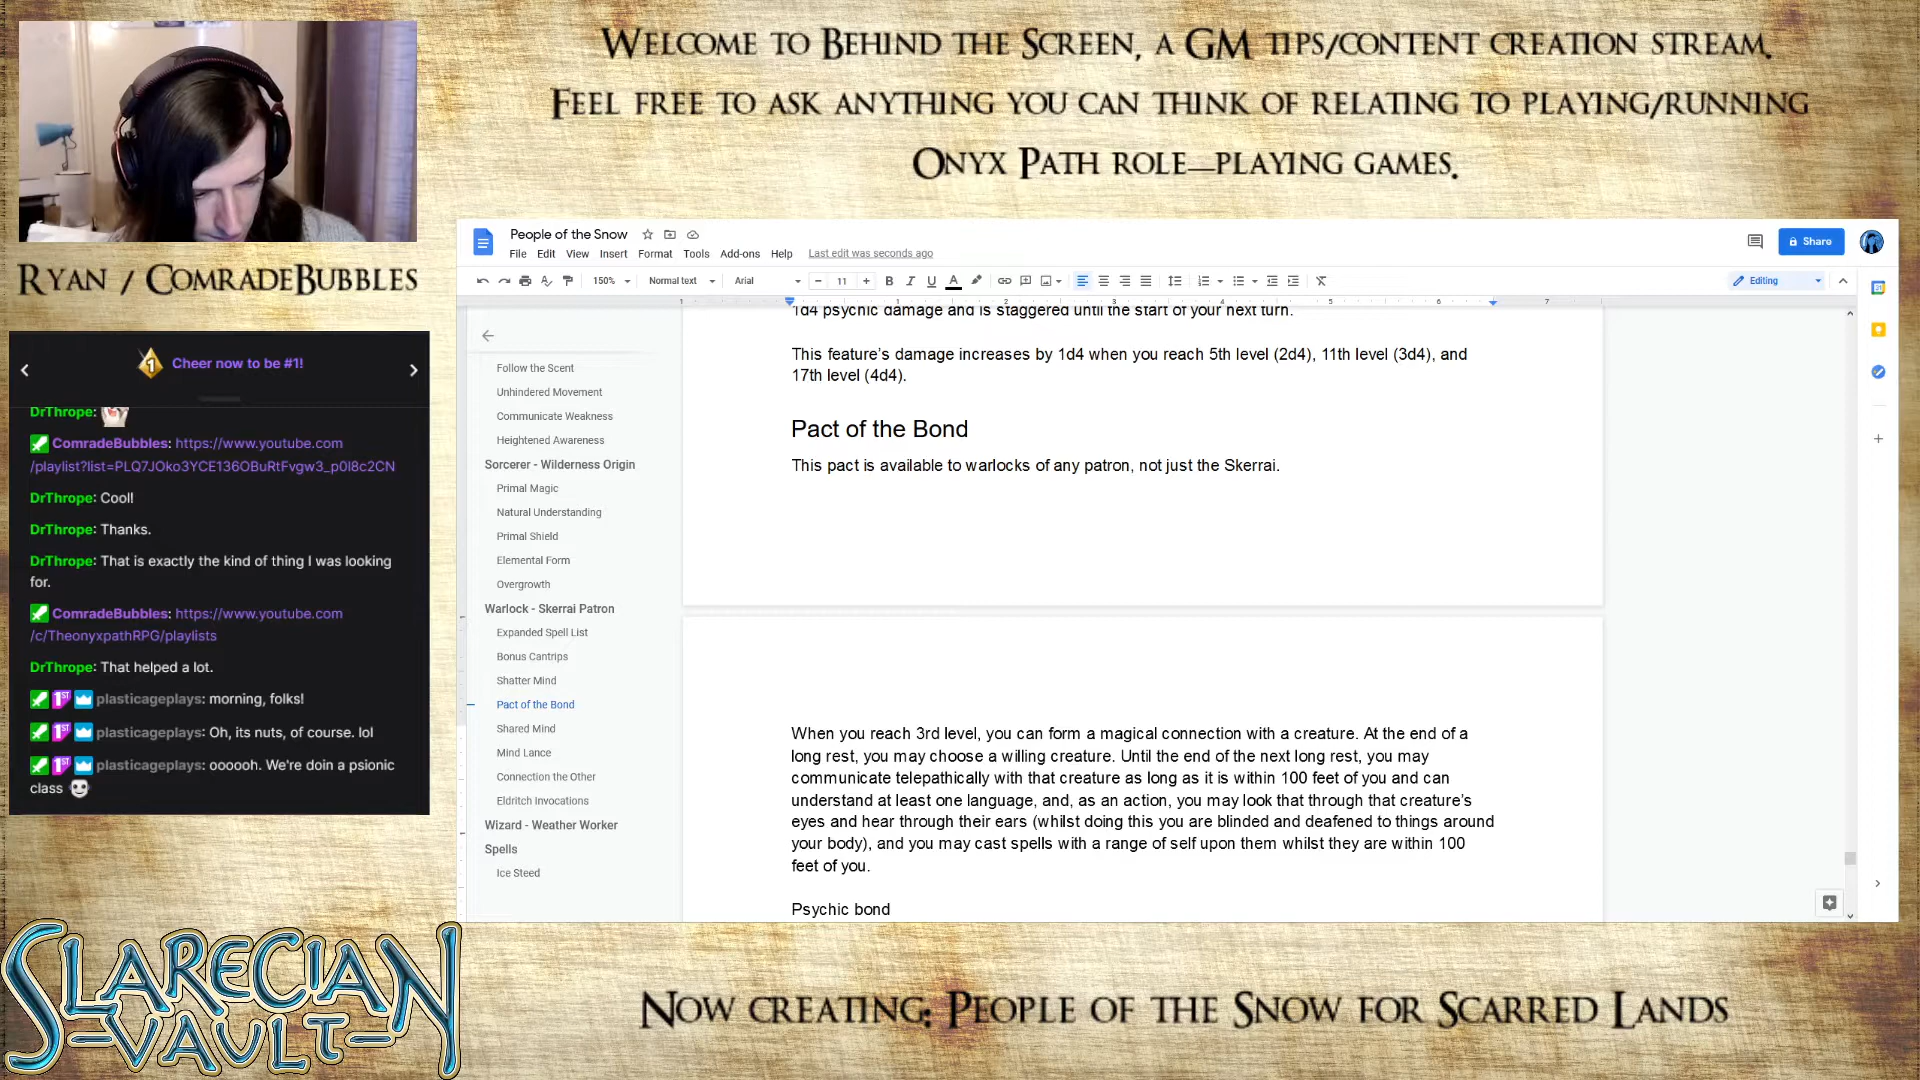 Welcome to Behind the Screen, a GM tips/content creation stream.
Feel free to ask anything you can think of relating to playing/running
Onyx Path role-playing games.
Ryan / ComradeBubbles
Cheer now to be #1!
DrThrope:
ComradeBubbles: https://www.youtube.com
/playlist?list=PLQ7JOko3YCE136OBuRtFvgw3_p0l8c2CN
DrThrope: Cool!
DrThrope: Thanks.
DrThrope: That is exactly the kind of thing I was looking
for.
ComradeBubbles: https://www.youtube.com
/c/TheonyxpathRPG/playlists
DrThrope: That helped a lot.
plasticageplays: morning, folks!
plasticageplays: Oh, its nuts, of course. lol
plasticageplays: oooooh. We're doin a psionic
class
People of the Snow
File Edit View Insert Format Tools Add-ons Help Last edit was seconds ago
Share
150% Normal text Arial 11 Editing
1 1 2 3 4 5 6 7
Follow the Scent
Unhindered Movement
Communicate Weakness
Heightened Awareness
Sorcerer - Wilderness Origin
Primal Magic
Natural Understanding
Primal Shield
Elemental Form
Overgrowth
Warlock - Skerrai Patron
Expanded Spell List
Bonus Cantrips
Shatter Mind
Pact of the Bond
Shared Mind
Mind Lance
Connection the Other
Eldritch Invocations
Wizard - Weather Worker
Spells
Ice Steed
1d4 psychic damage and is staggered until the start of your next turn.
This feature's damage increases by 1d4 when you reach 5th level (2d4), 11th level (3d4), and
17th level (4d4).
Pact of the Bond
This pact is available to warlocks of any patron, not just the Skerrai.
When you reach 3rd level, you can form a magical connection with a creature. At the end of a
long rest, you may choose a willing creature. Until the end of the next long rest, you may
communicate telepathically with that creature as long as it is within 100 feet of you and can
understand at least one language, and, as an action, you may look that through that creature's
eyes and hear through their ears (whilst doing this you are blinded and deafened to things around
your body), and you may cast spells with a range of self upon them whilst they are within 100
feet of you.
Psychic bond
Slarecian
Vault
Now creating: People of the Snow for Scarred Lands